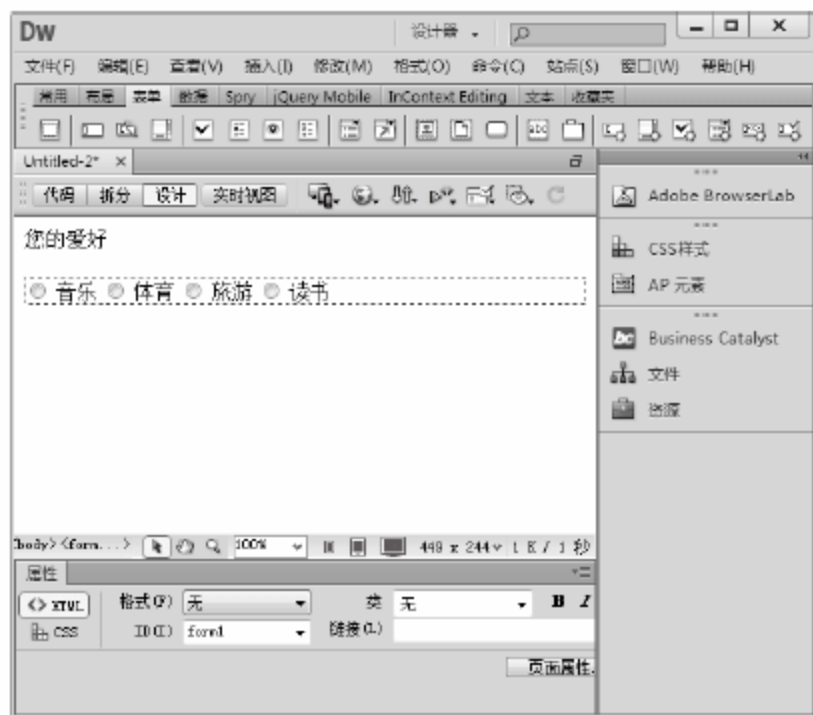 Dw 设计器
文件(F) 编辑(E) 查看(V) 插入(I) 修改(M) 格式(O) 命令(C) 站点(S) 窗口(W) 帮助(H)
常用 布局 表单 数据 Spry jQuery Mobile InContext Editing 文本 收藏夹
Untitled-2* ×
代码 拆分 设计 实时视图
Adobe BrowserLab
您的爱好
CSS样式
音乐 体育 旅游 读书
AP 元素
Business Catalyst
文件
资源
body> <form...> 100% 449 x 244 1 K / 1 秒
属性
<> HTML 格式(F) 无 类 无 B I
CSS ID(I) form1 链接(L)
页面属性.